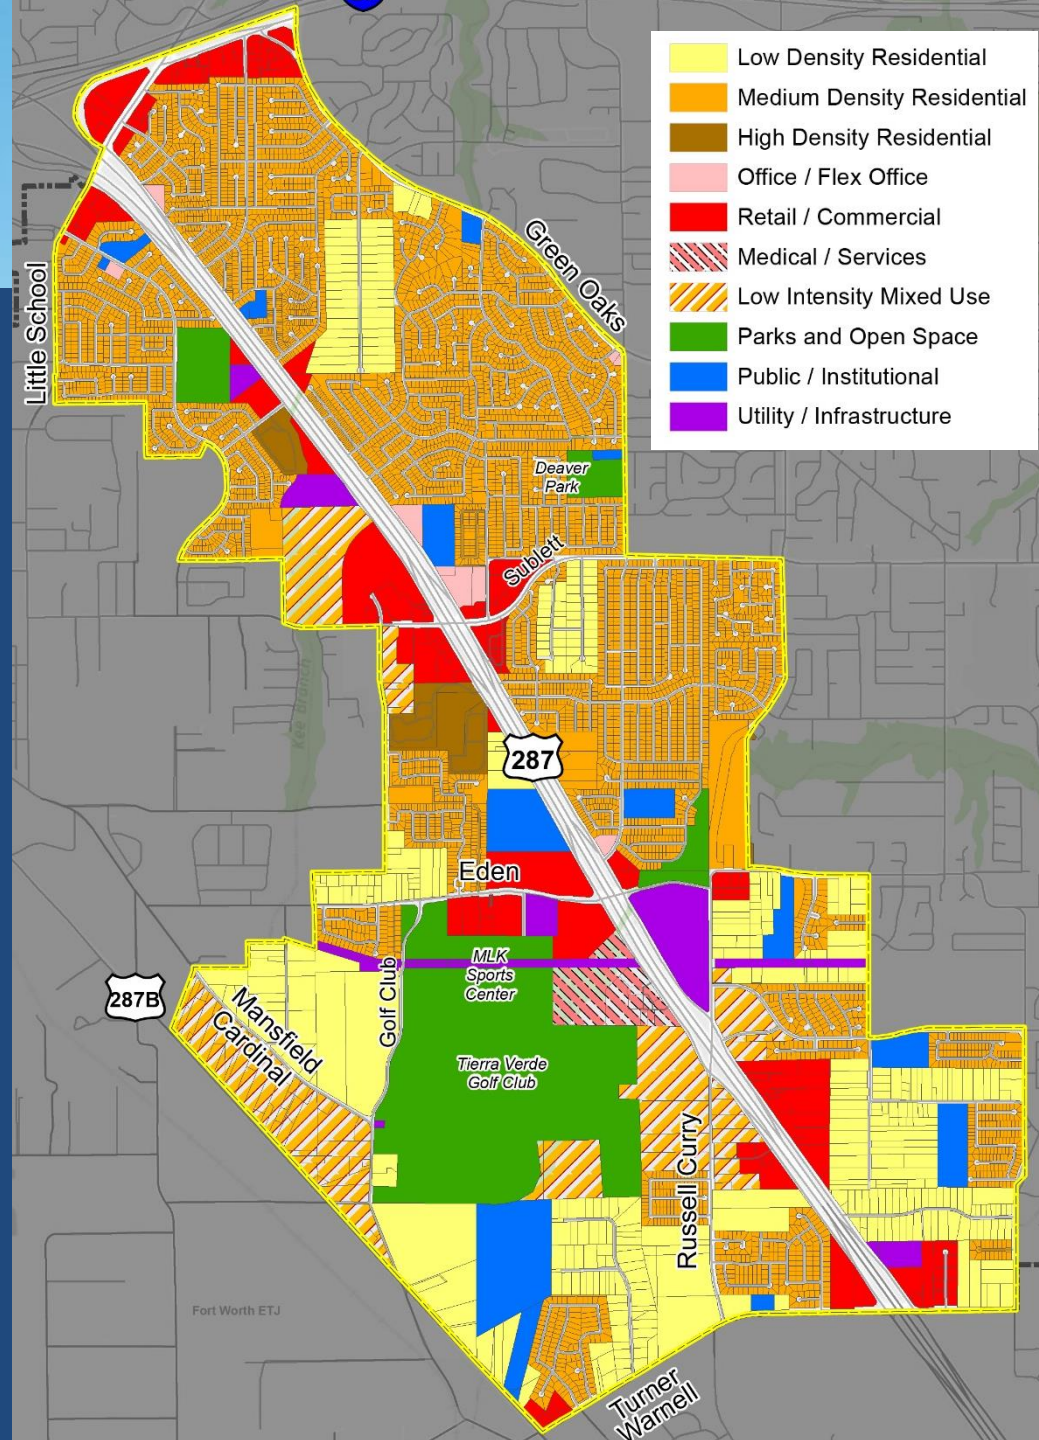 Low Density Residential
Medium Density Residential
High Density Residential
Office / Flex Office
Retail / Commercial
Medical / Services
Low Intensity Mixed Use
Parks and Open Space
Public / Institutional
Utility / Infrastructure
Green Oaks
Little School
Deaver
Park
Sublett
Kee Branch
287
Eden
MLK
Sports
Center
Golf Club
287B
Mansfield
Cardinal
Tierra Verde
Golf Club
Russell Curry
Fort Worth ETJ
Turner
Warnell